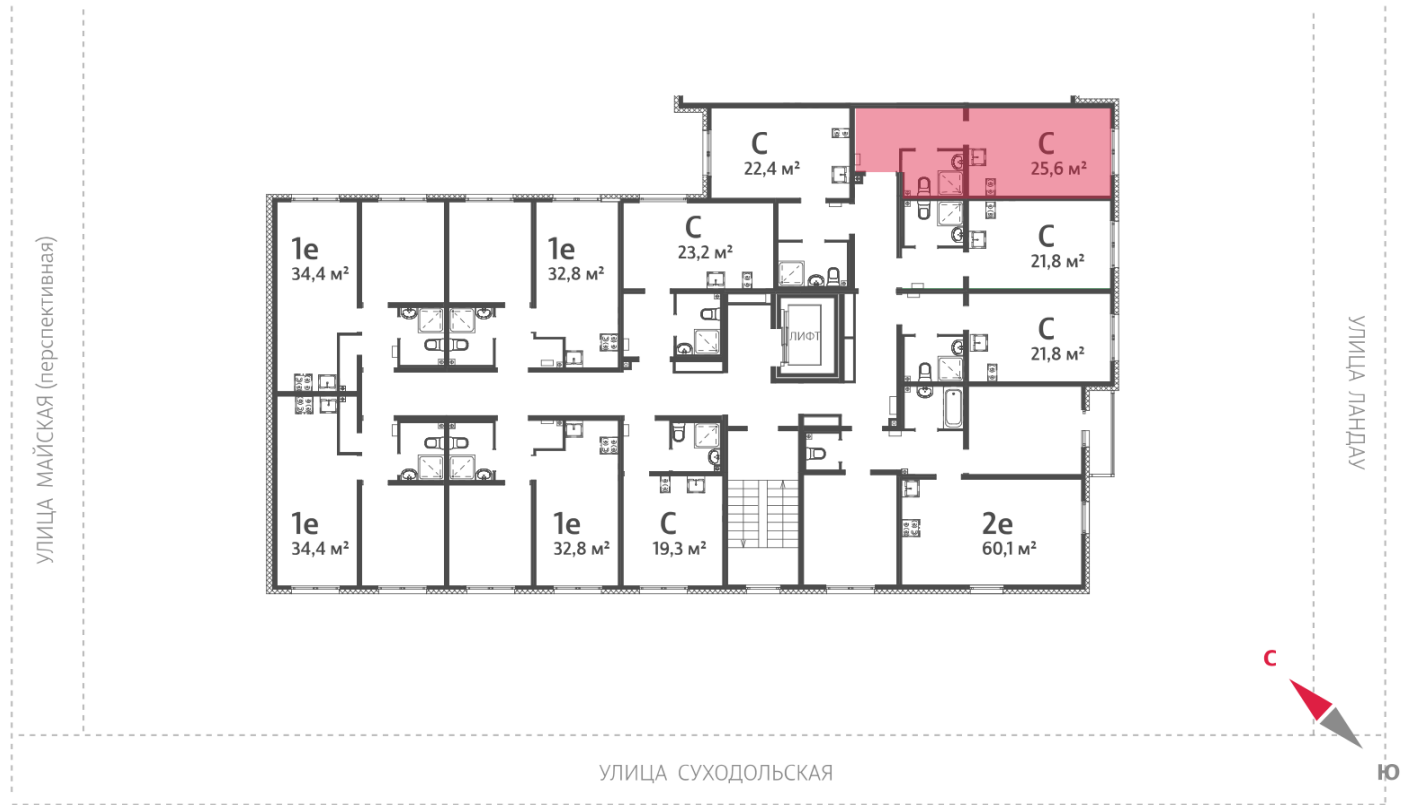 УЛИЦА МАЙСКАЯ (перспективная)
С
22,4 м²
С
25,6 м²
1е
34,4 м²
1е
32,8 м²
С
23,2 м²
С
21,8 м²
ЛИФТ
С
21,8 м²
1е
34,4 м²
1е
32,8 м²
С
19,3 м²
2е
60,1 м²
УЛИЦА ЛАНДАУ
С
Ю
УЛИЦА СУХОДОЛЬСКАЯ